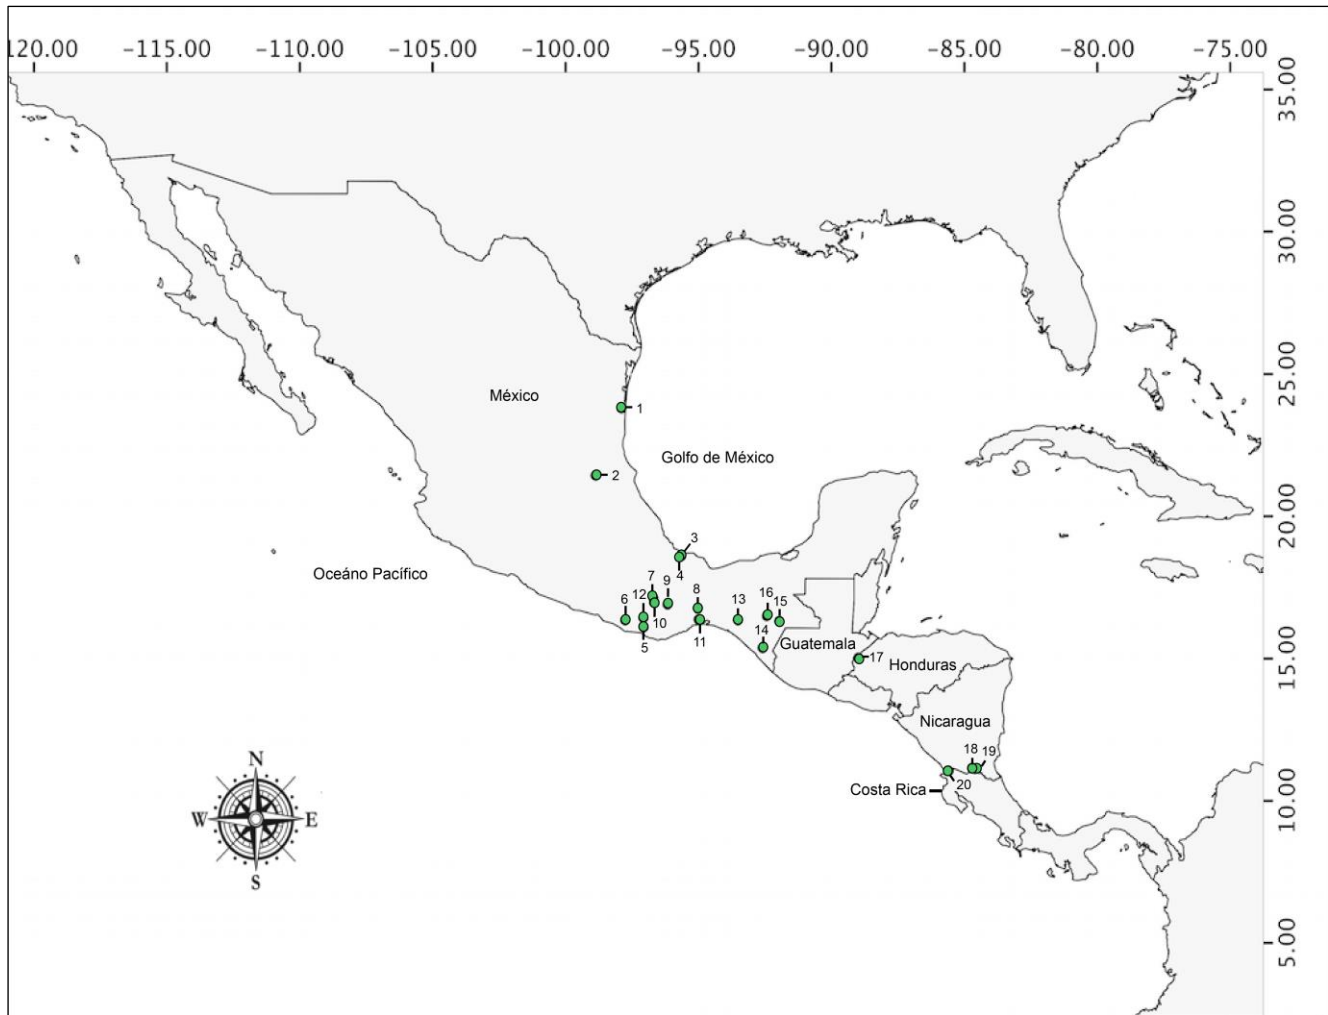 120.00 −115.00 −110.00 −105.00 −100.00 −95.00 −90.00 −85.00 −80.00 −75.00
35.00
30.00
25.00
20.00
15.00
10.00
5.00
México
1
Golfo de México
2
3
Oceáno Pacífico
4
7
9
12
8
6
13
16
15
10
11
5
14
Guatemala
17
Honduras
Nicaragua
18
19
20
Costa Rica
N
W
E
S